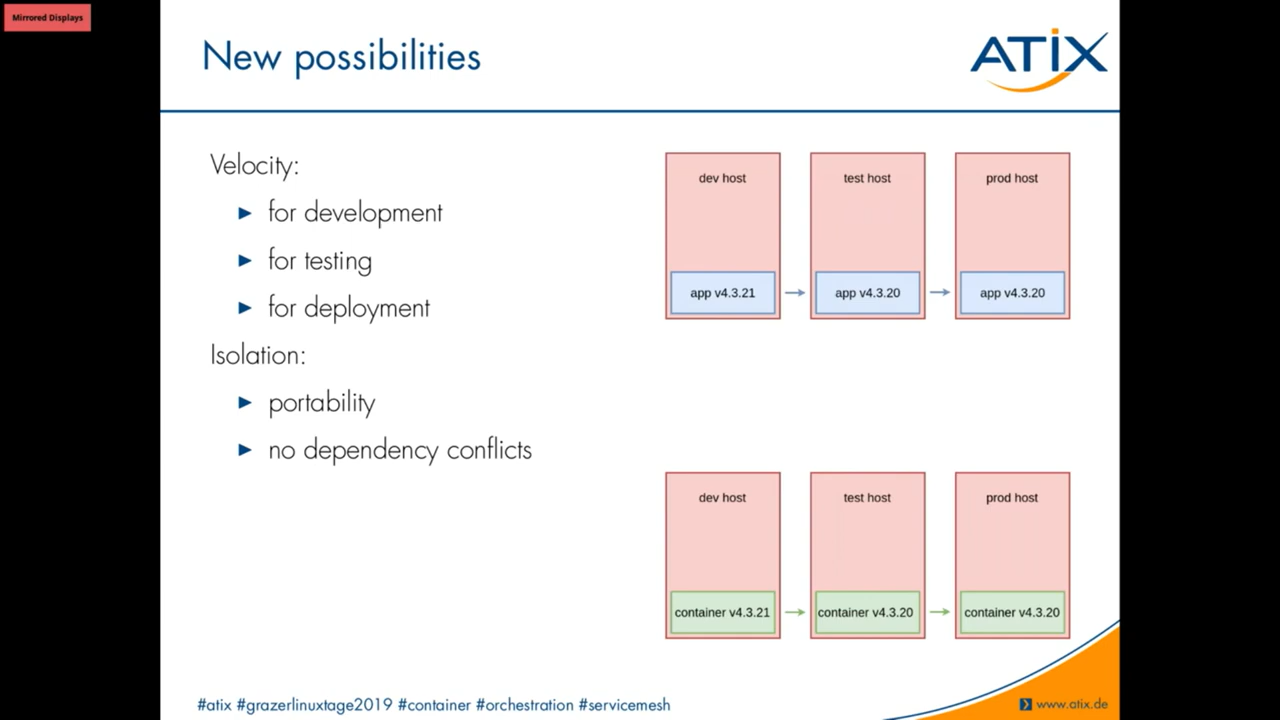 Mirrored Displays
New possibilities
ATIX
Velocity:
for development
for testing
for deployment
Isolation:
portability
no dependency conflicts
dev host
test host
prod host
app v4.3.21
app v4.3.20
app v4.3.20
dev host
test host
prod host
container v4.3.21
container v4.3.20
container v4.3.20
#atix #grazerlinuxtage2019 #container #orchestration #servicemesh
www.atix.de